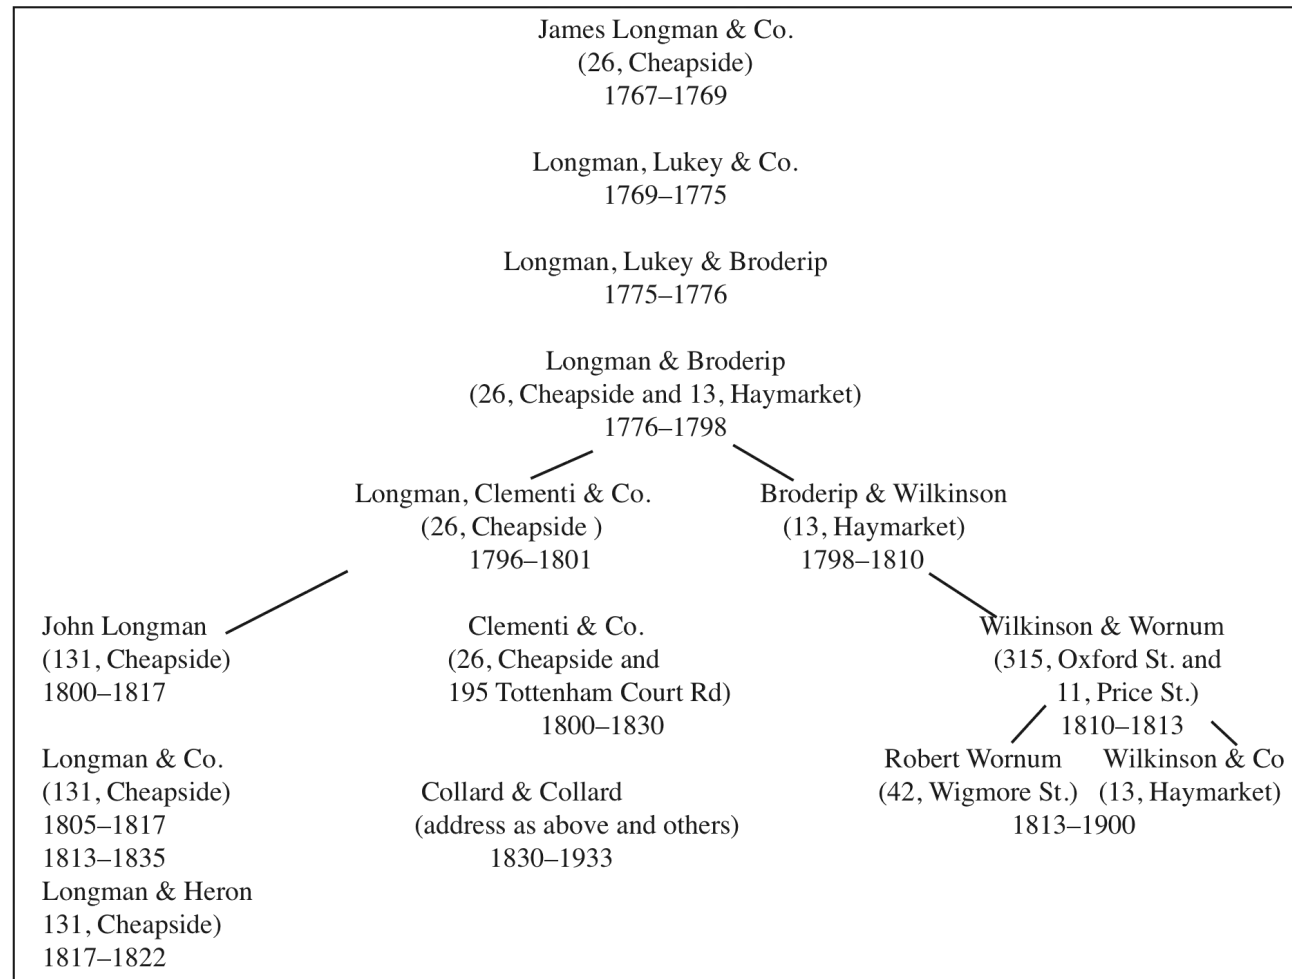 James Longman & Co.
(26, Cheapside)
1767–1769
Longman, Lukey & Co.
1769–1775
Longman, Lukey & Broderip
1775–1776
Longman & Broderip
(26, Cheapside and 13, Haymarket)
1776–1798
Longman, Clementi & Co.
(26, Cheapside )
1796–1801
Broderip & Wilkinson
(13, Haymarket)
1798–1810
John Longman
(131, Cheapside)
1800–1817
Clementi & Co.
(26, Cheapside and
195 Tottenham Court Rd)
1800–1830
Wilkinson & Wornum
(315, Oxford St. and
11, Price St.)
1810–1813
Longman & Co.
(131, Cheapside)
1805–1817
1813–1835
Longman & Heron
131, Cheapside)
1817–1822
Collard & Collard
(address as above and others)
1830–1933
Robert Wornum
(42, Wigmore St.)
Wilkinson & Co
(13, Haymarket)
1813–1900